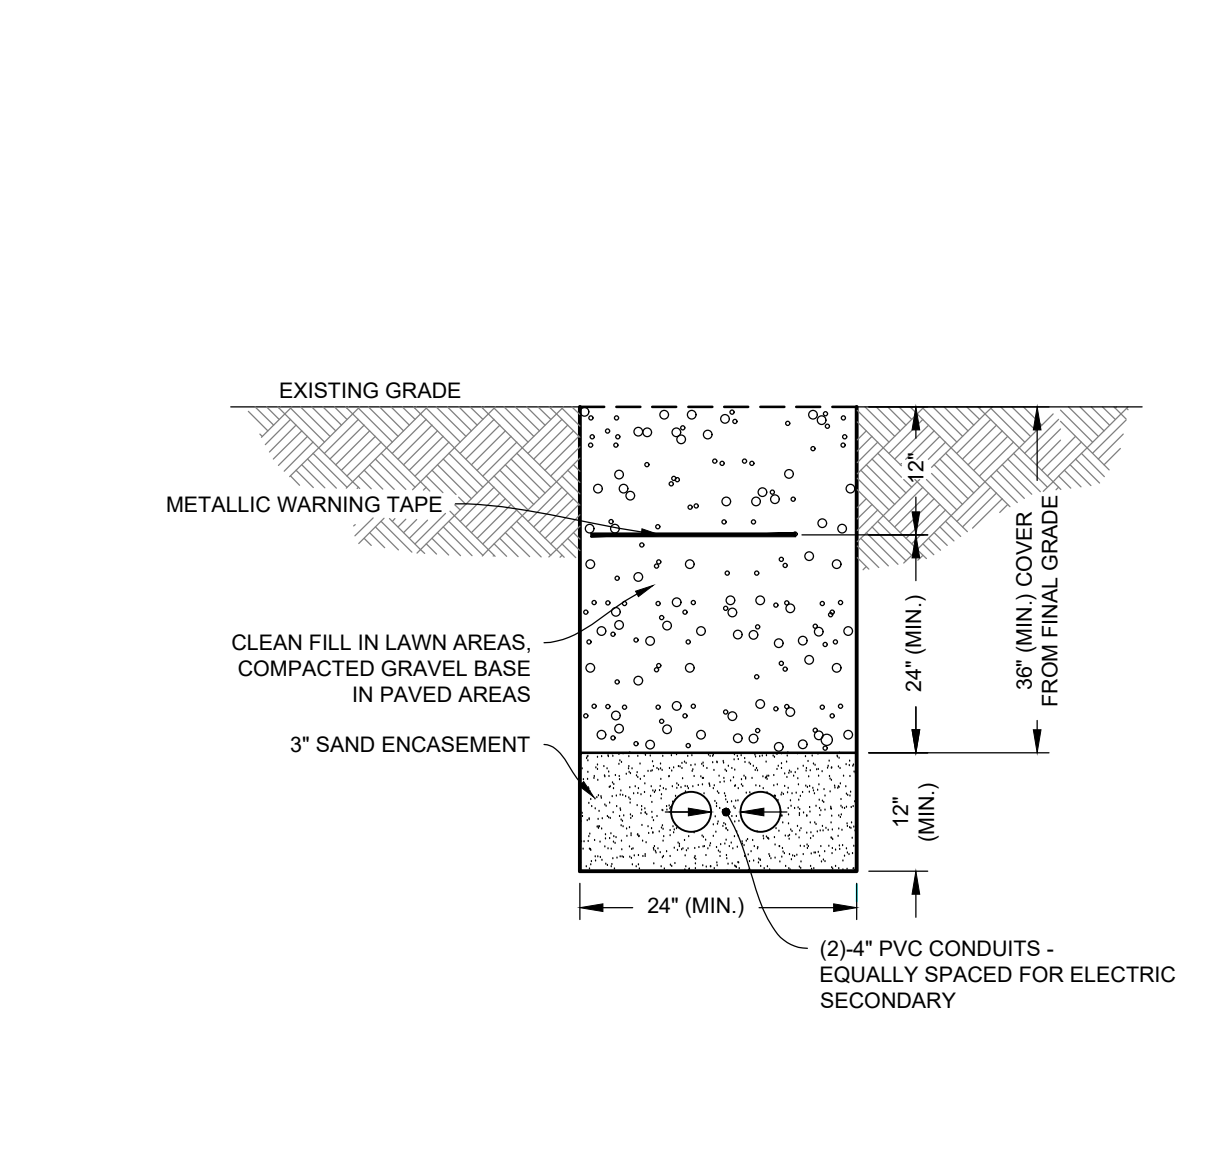 EXISTING GRADE
METALLIC WARNING TAPE
CLEAN FILL IN LAWN AREAS,
COMPACTED GRAVEL BASE
IN PAVED AREAS
3" SAND ENCASEMENT
12"
24" (MIN.)
36" (MIN.) COVER
FROM FINAL GRADE
12"
(MIN.)
24" (MIN.)
(2)-4" PVC CONDUITS -
EQUALLY SPACED FOR ELECTRIC
SECONDARY